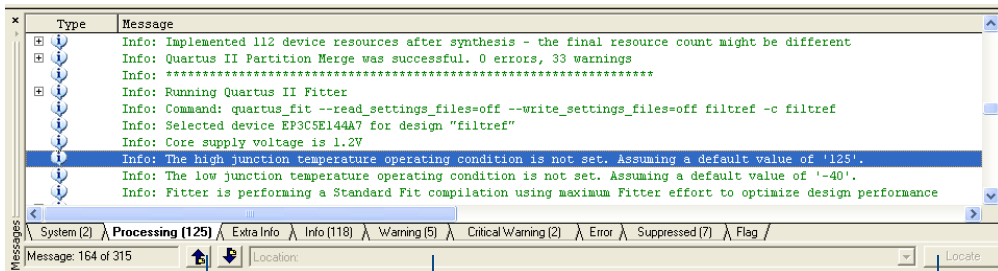 Type Message
Info: Implemented 112 device resources after synthesis - the final resource count might be different
Info: Quartus II Partition Merge was successful. 0 errors, 33 warnings
Info: *******************************************************************
Info: Running Quartus II Fitter
Info: Command: quartus_fit --read_settings_files=off --write_settings_files=off filtref -c filtref
Info: Selected device EP3C5E144A7 for design "filtref"
Info: Core supply voltage is 1.2V
Info: The high junction temperature operating condition is not set. Assuming a default value of '125'.
Info: The low junction temperature operating condition is not set. Assuming a default value of '-40'.
Info: Fitter is performing a Standard Fit compilation using maximum Fitter effort to optimize design performance
System (2) Processing (125) Extra Info Info (118) Warning (5) Critical Warning (2) Error Suppressed (7) Flag
Messages
Message: 164 of 315 Location: Locate